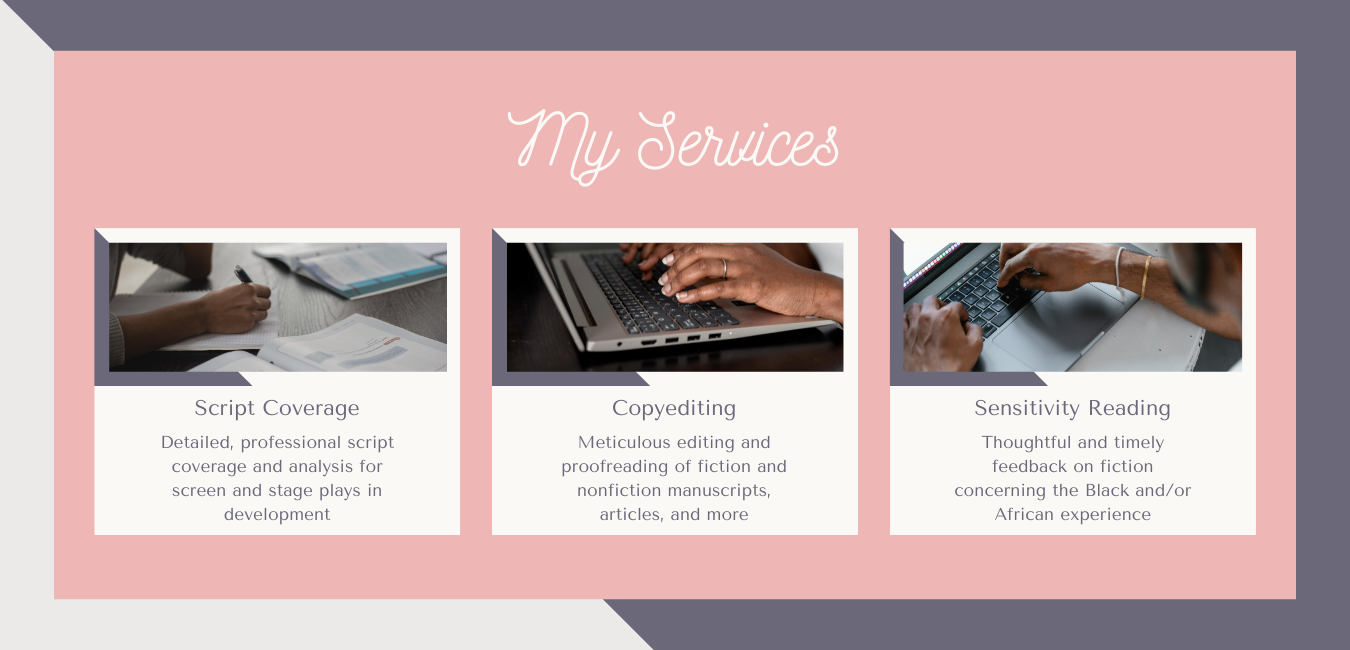 My Services
Script Coverage
Detailed, professional script
coverage and analysis for
screen and stage plays in
development
Copyediting
Meticulous editing and
proofreading of fiction and
nonfiction manuscripts,
articles, and more
Sensitivity Reading
Thoughtful and timely
feedback on fiction
concerning the Black and/or
African experience